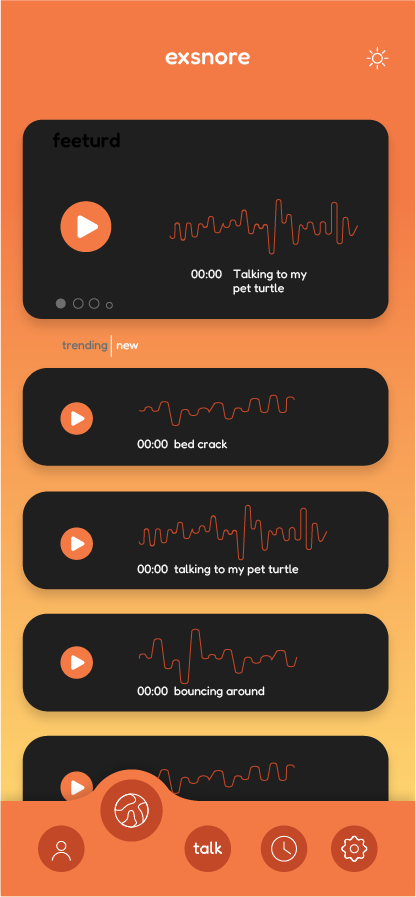 exsnore
feeturd
00:00 Talking to my
pet turtle
trending new
00:00 bed crack
00:00 talking to my pet turtle
00:00 bouncing around
talk